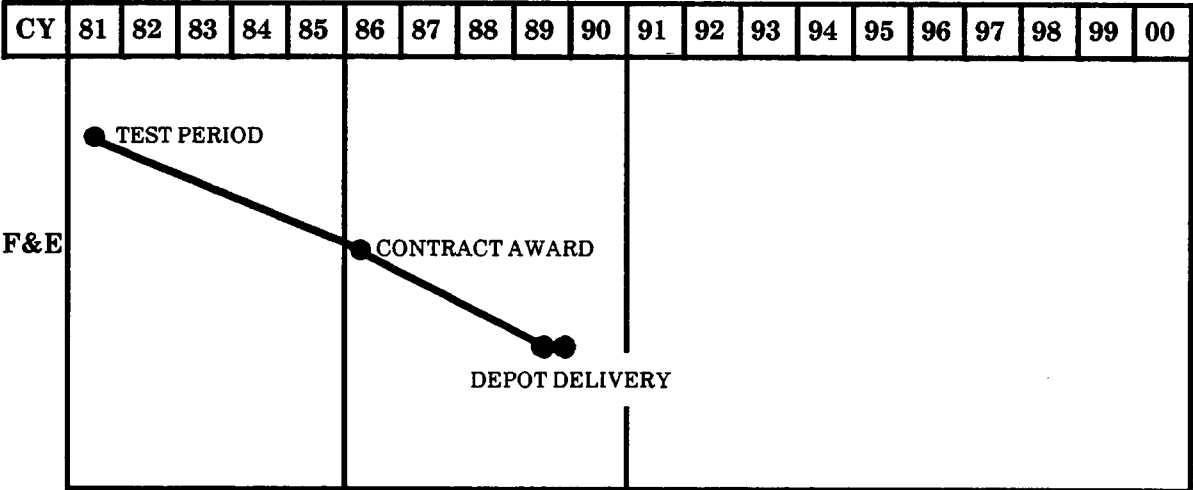 CY 81 82 83 84 85 86 87 88 89 90 91 92 93 94 95 96 97 98 99 00
TEST PERIOD
F&E
CONTRACT AWARD
DEPOT DELIVERY